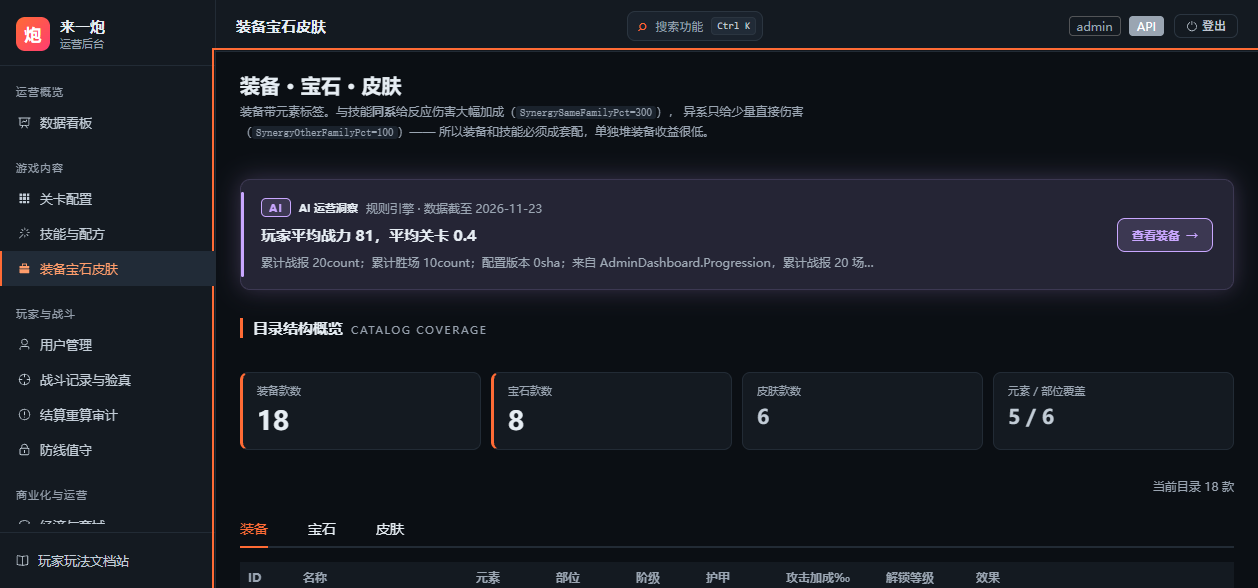 炮
来一炮
运营后台
装备宝石皮肤
搜索功能 Ctrl K
admin
API
登出
运营概览
数据看板
游戏内容
关卡配置
技能与配方
装备宝石皮肤
玩家与战斗
用户管理
战斗记录与验真
结算重算审计
防线值守
商业化与运营
玩家玩法文档站
装备・宝石・皮肤
装备带元素标签。与技能同系给反应伤害大幅加成（SynergySameFamilyPct=300），异系只给少量直接伤害
（SynergyOtherFamilyPct=100）—— 所以装备和技能必须成套配，单独堆装备收益很低。
AI AI 运营洞察 规则引擎 · 数据截至 2026-11-23
玩家平均战力 81，平均关卡 0.4
累计战报 20count；累计胜场 10count；配置版本 0sha；来自 AdminDashboard.Progression，累计战报 20 场...
查看装备 →
目录结构概览 CATALOG COVERAGE
装备款数
18
宝石款数
8
皮肤款数
6
元素 / 部位覆盖
5 / 6
当前目录 18 款
装备 宝石 皮肤
ID 名称 元素 部位 阶级 护甲 攻击加成‰ 解锁等级 效果